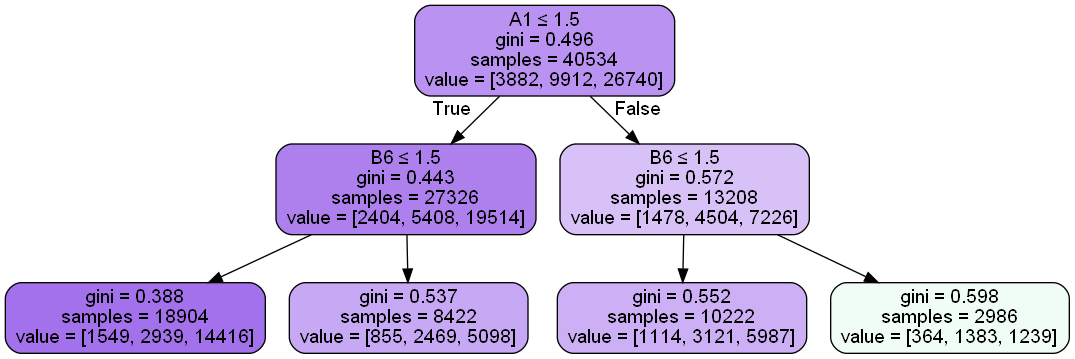 A1 ≤ 1.5
gini = 0.496
samples = 40534
value = [3882, 9912, 26740]
True
False
B6 ≤ 1.5
gini = 0.443
samples = 27326
value = [2404, 5408, 19514]
B6 ≤ 1.5
gini = 0.572
samples = 13208
value = [1478, 4504, 7226]
gini = 0.388
samples = 18904
value = [1549, 2939, 14416]
gini = 0.537
samples = 8422
value = [855, 2469, 5098]
gini = 0.552
samples = 10222
value = [1114, 3121, 5987]
gini = 0.598
samples = 2986
value = [364, 1383, 1239]